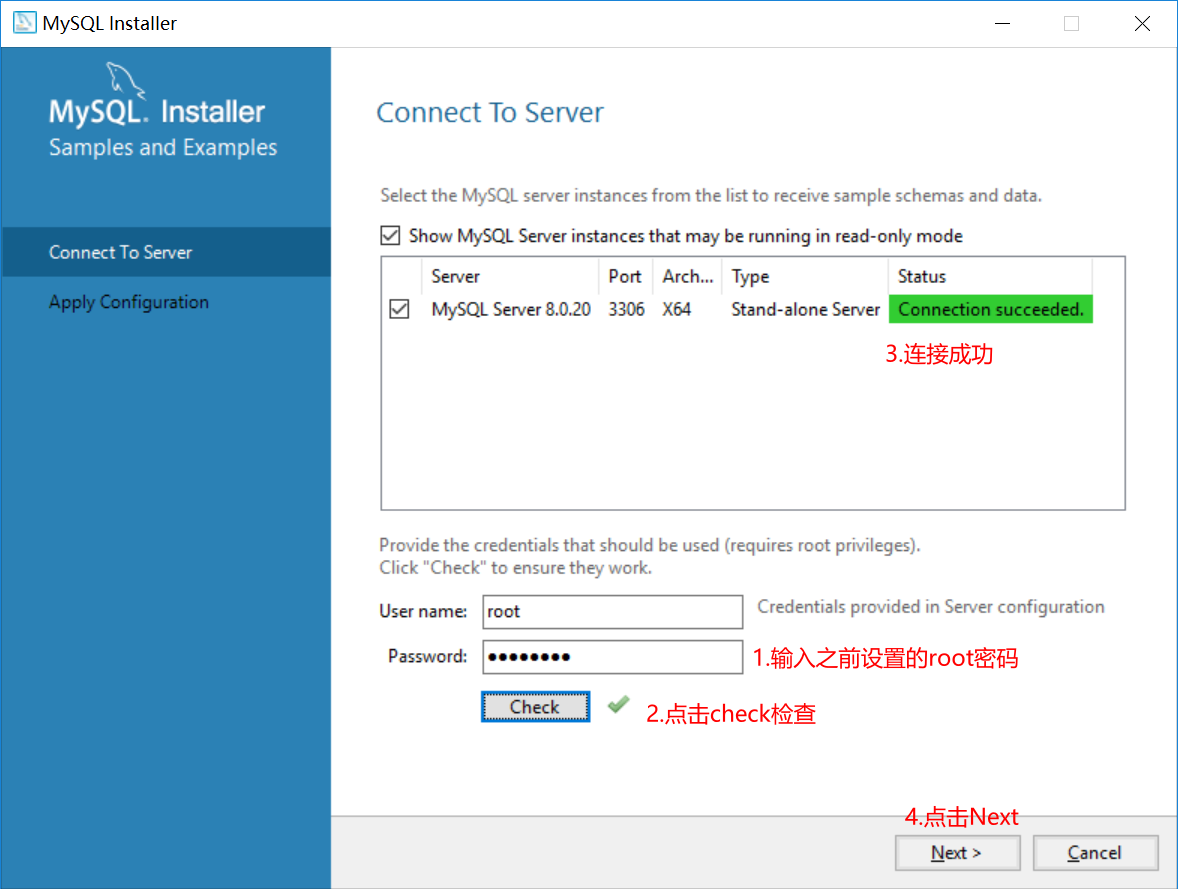 MySQL Installer
MySQL. Installer
Samples and Examples
Connect To Server
Apply Configuration
Connect To Server
Select the MySQL server instances from the list to receive sample schemas and data.
Show MySQL Server instances that may be running in read-only mode
Server Port Arch... Type Status
MySQL Server 8.0.20 3306 X64 Stand-alone Server Connection succeeded.
3.连接成功
Provide the credentials that should be used (requires root privileges).
Click "Check" to ensure they work.
User name: root Credentials provided in Server configuration
Password: ●●●●●●●● 1.输入之前设置的root密码
Check 2.点击check检查
4.点击Next
Next > Cancel